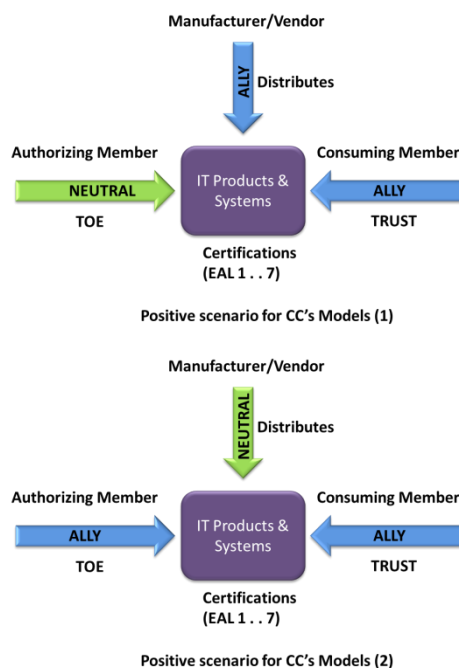 Manufacturer/Vendor
ALLY
Distributes
Authorizing Member
Consuming Member
NEUTRAL
IT Products &
Systems
ALLY
TOE
TRUST
Certifications
(EAL 1 . . 7)
Positive scenario for CC's Models (1)
Manufacturer/Vendor
NEUTRAL
Distributes
Authorizing Member
Consuming Member
ALLY
IT Products &
Systems
ALLY
TOE
TRUST
Certifications
(EAL 1 . . 7)
Positive scenario for CC's Models (2)